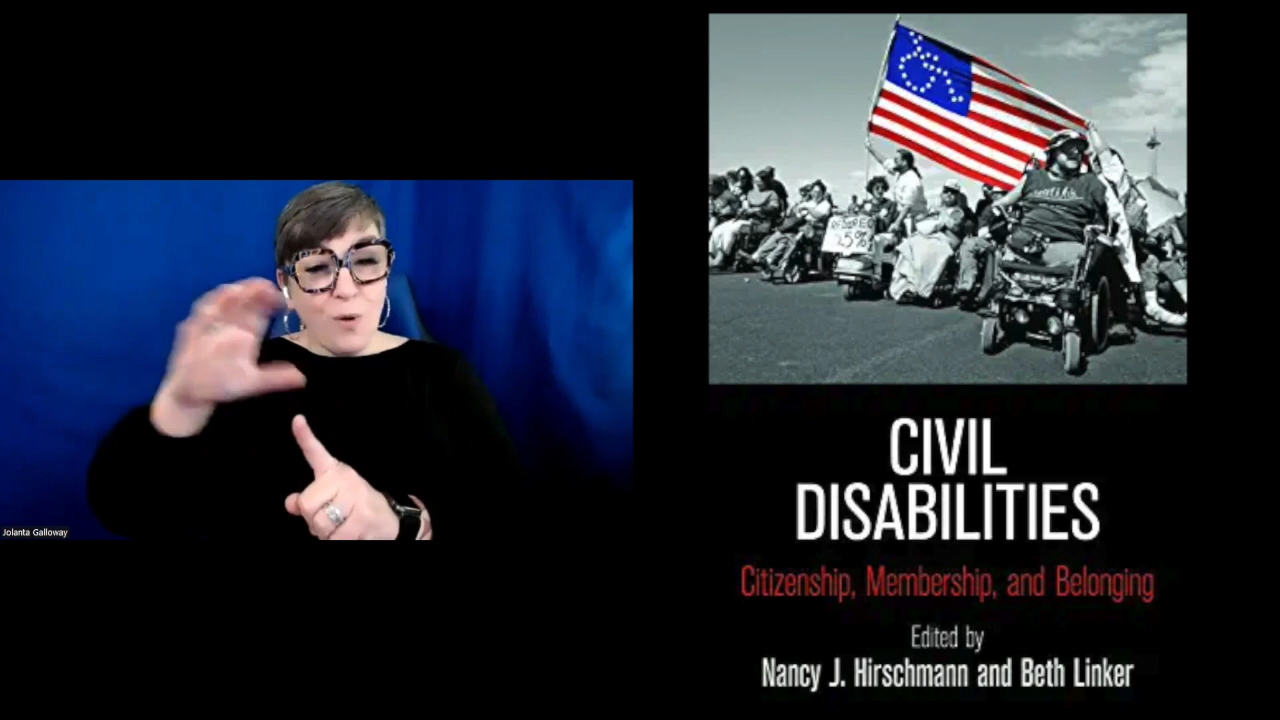 Jolanta Galloway
CIVIL
DISABILITIES
Citizenship, Membership, and Belonging
Edited by
Nancy J. Hirschmann and Beth Linker